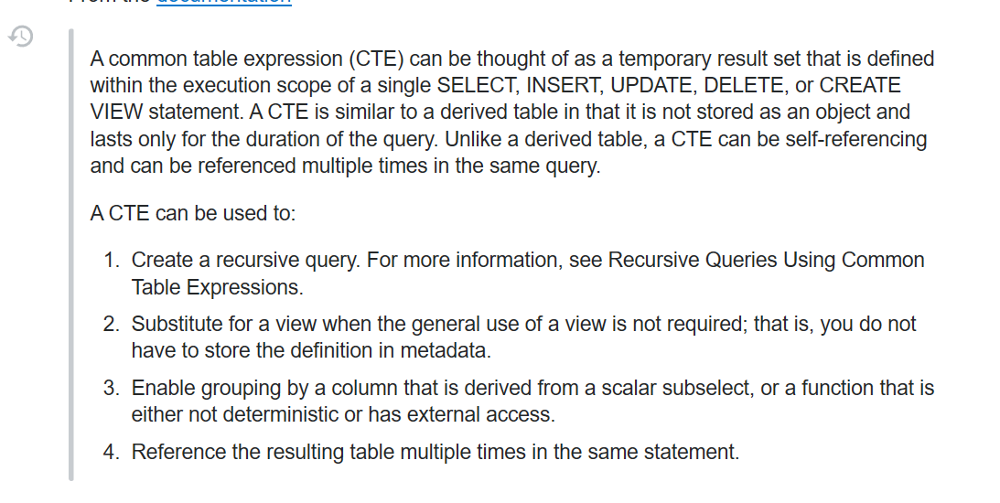 From the documentation
A common table expression (CTE) can be thought of as a temporary result set that is defined
within the execution scope of a single SELECT, INSERT, UPDATE, DELETE, or CREATE
VIEW statement. A CTE is similar to a derived table in that it is not stored as an object and
lasts only for the duration of the query. Unlike a derived table, a CTE can be self-referencing
and can be referenced multiple times in the same query.
A CTE can be used to:
1. Create a recursive query. For more information, see Recursive Queries Using Common
Table Expressions.
2. Substitute for a view when the general use of a view is not required; that is, you do not
have to store the definition in metadata.
3. Enable grouping by a column that is derived from a scalar subselect, or a function that is
either not deterministic or has external access.
4. Reference the resulting table multiple times in the same statement.